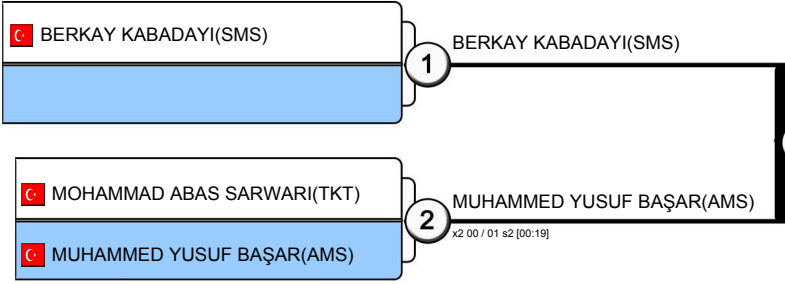 BERKAY KABADAYI(SMS)
1
BERKAY KABADAYI(SMS)
MOHAMMAD ABAS SARWARI(TKT)
2
MUHAMMED YUSUF BAŞAR(AMS)
x2 00 / 01 s2 [00:19]
MUHAMMED YUSUF BAŞAR(AMS)